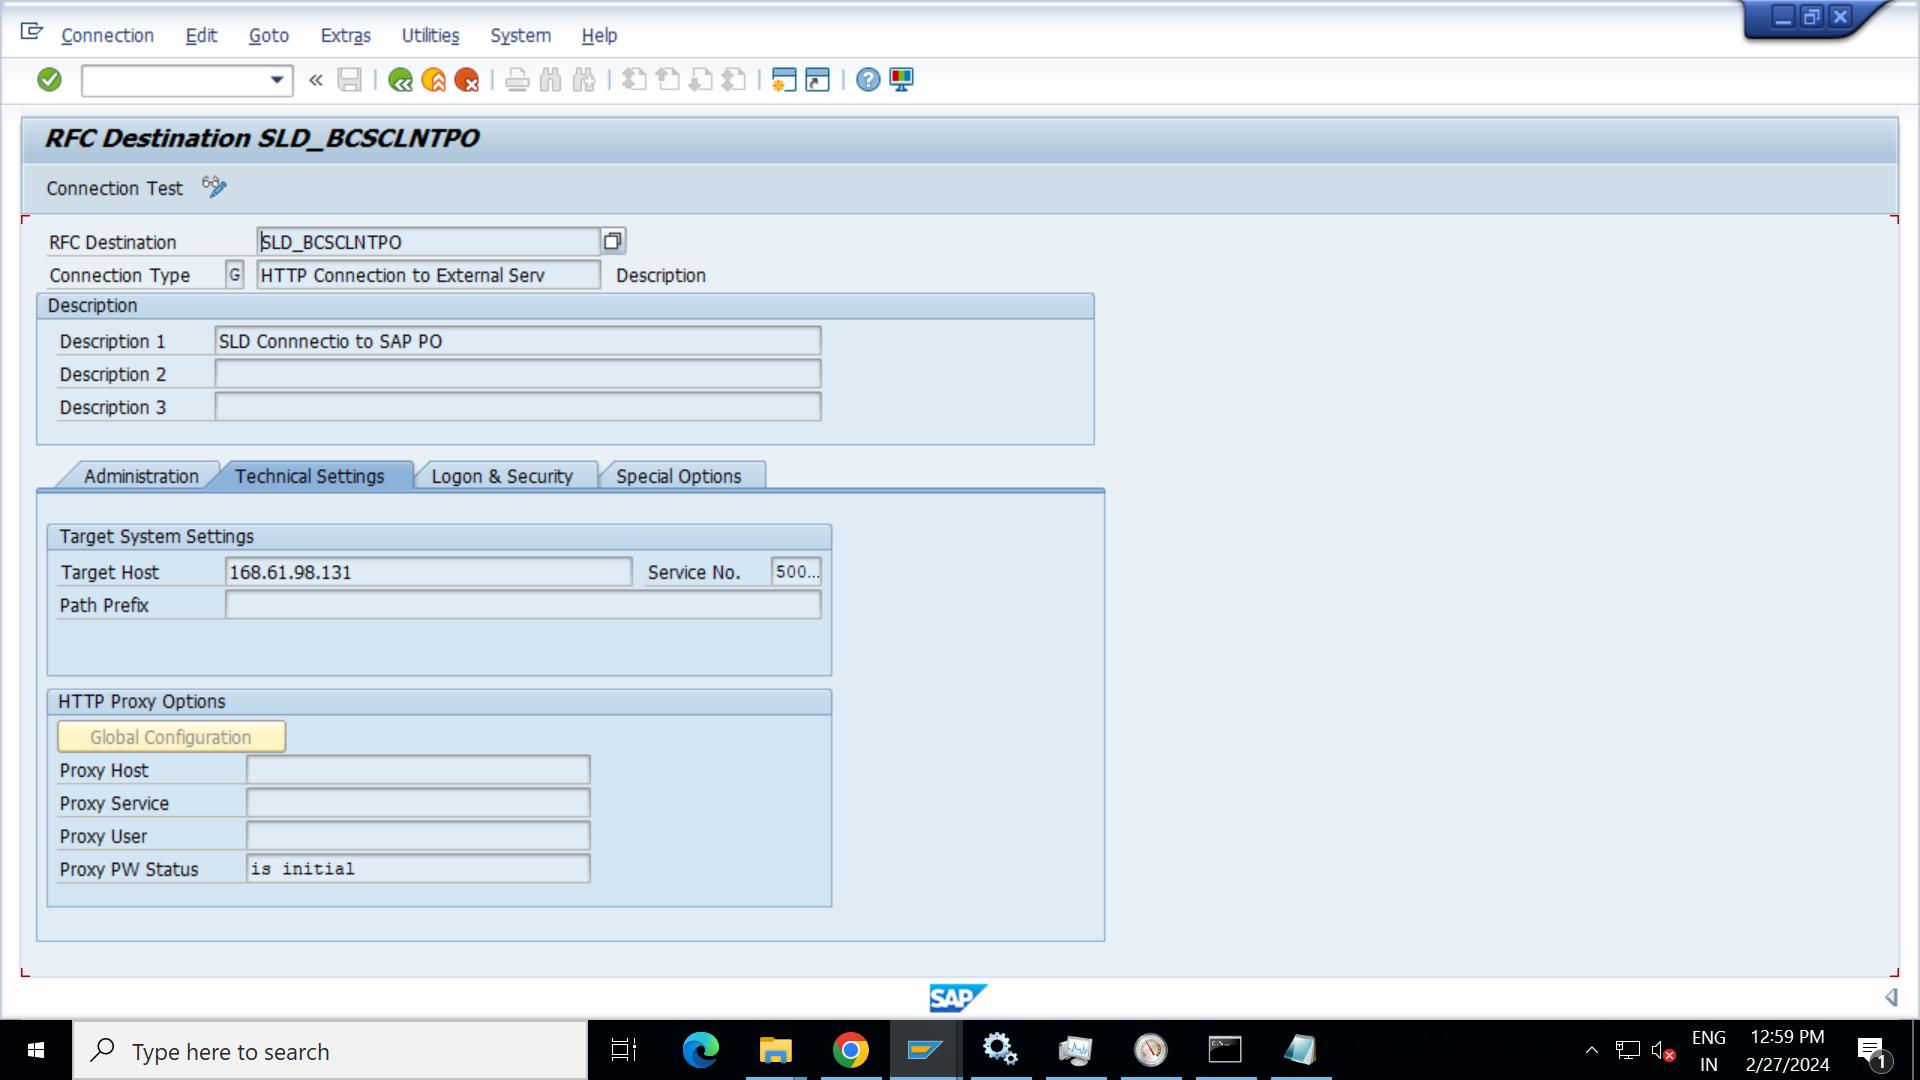 Connection Edit Goto Extras Utilities System Help
RFC Destination SLD_BCSCLNTPO
Connection Test
RFC Destination SLD_BCSCLNTPO
Connection Type G HTTP Connection to External Serv Description
Description
Description 1 SLD Connnectio to SAP PO
Description 2
Description 3
Administration Technical Settings Logon & Security Special Options
Target System Settings
Target Host 168.61.98.131 Service No. 500...
Path Prefix
HTTP Proxy Options
Global Configuration
Proxy Host
Proxy Service
Proxy User
Proxy PW Status is initial
SAP
Type here to search
ENG
IN
12:59 PM
2/27/2024
1